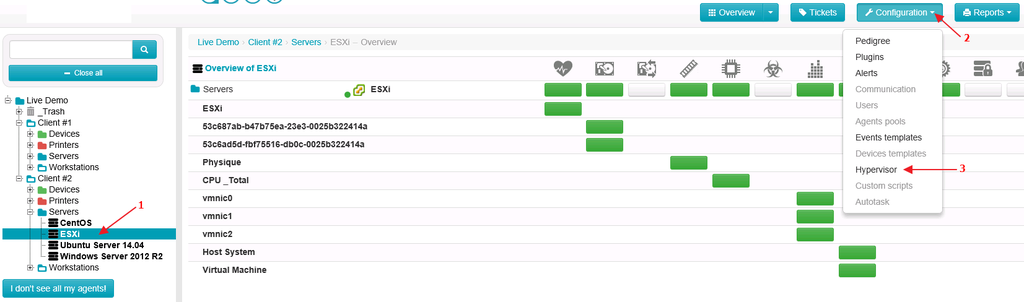 Overview
Tickets
Configuration
Reports
2
Close all
Live Demo
_Trash
Client #1
Devices
Printers
Servers
Workstations
Client #2
Devices
Printers
Servers
CentOS
ESXi
Ubuntu Server 14.04
Windows Server 2012 R2
Workstations
1
I don't see all my agents!
Live Demo › Client #2 › Servers › ESXi – Overview
Overview of ESXi
Servers ESXi
ESXi
53c687ab-b47b75ea-23e3-0025b322414a
53c6ad5d-fbf75516-db0c-0025b322414a
Physique
CPU _Total
vmnic0
vmnic1
vmnic2
Host System
Virtual Machine
Pedigree
Plugins
Alerts
Communication
Users
Agents pools
Events templates
Devices templates
Hypervisor
3
Custom scripts
Autotask